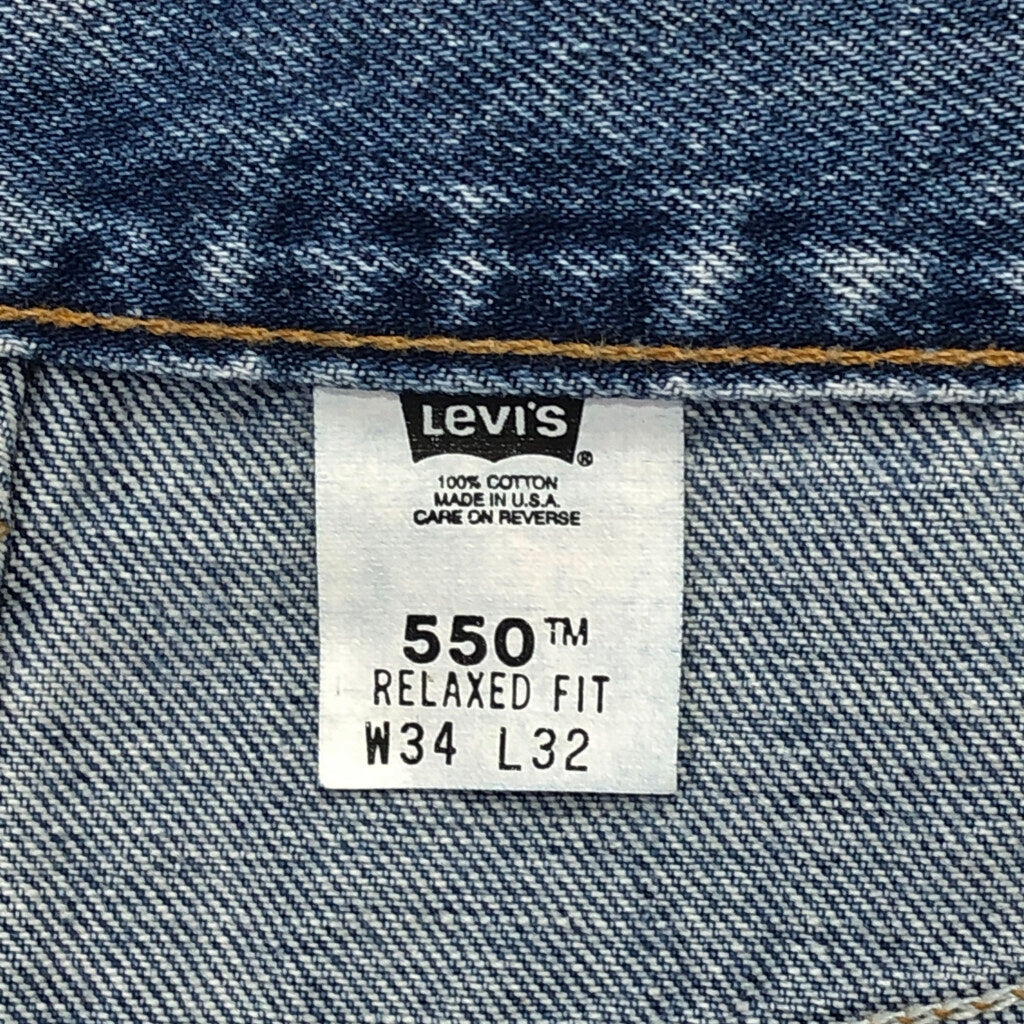 Levi's ®
100% COTTON
MADE IN U.S.A.
CARE ON REVERSE
550™
RELAXED FIT
W34 L32